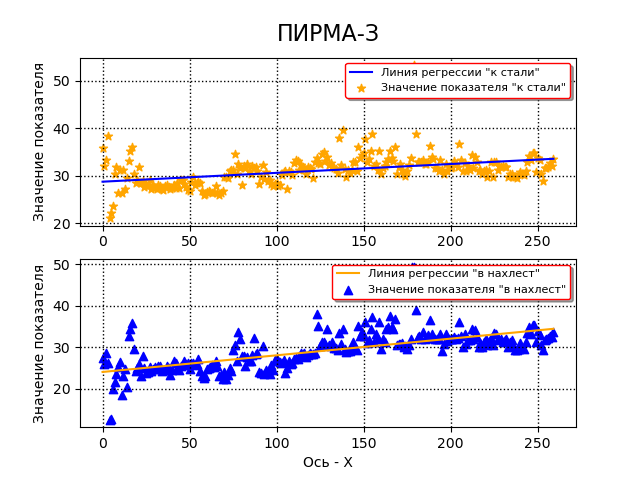 ПИРМА-3
Значение показателя
50
40
30
20
Линия регрессии "к стали"
Значение показателя "к стали"
0 50 100 150 200 250
Значение показателя
50
40
30
20
Линия регрессии "в нахлест"
Значение показателя "в нахлест"
0 50 100 150 200 250
Ось - X